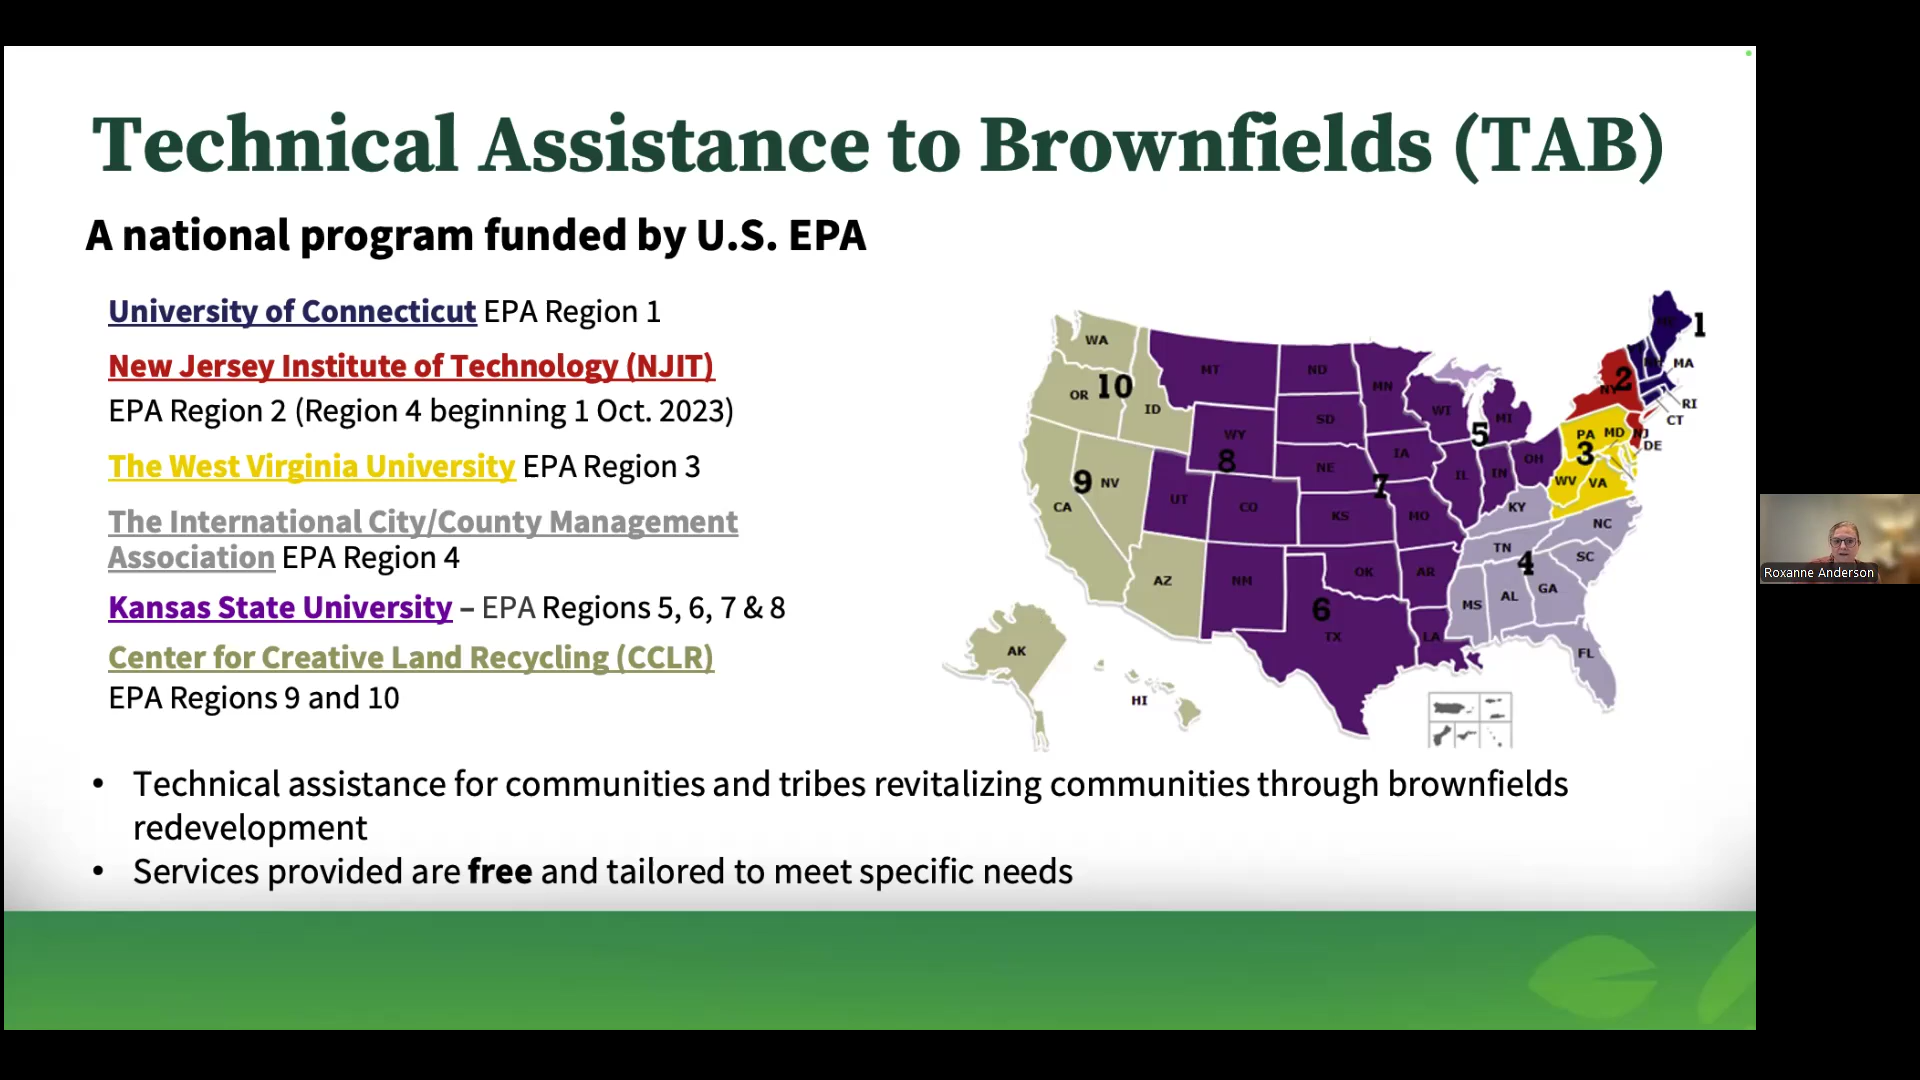 Technical Assistance to Brownfields (TAB)
A national program funded by U.S. EPA
University of Connecticut EPA Region 1
New Jersey Institute of Technology (NJIT)
EPA Region 2 (Region 4 beginning 1 Oct. 2023)
The West Virginia University EPA Region 3
The International City/County Management
Association EPA Region 4
Kansas State University – EPA Regions 5, 6, 7 & 8
Center for Creative Land Recycling (CCLR)
EPA Regions 9 and 10
WA
OR
10
ID
MT
ND
MN
SD
WY
8
WI
MI
5
1
MA
NY
2
RI
CT
NJ
DE
PA
MD
3
WV
VA
9
NV
CA
UT
CO
NE
IA
7
IL
IN
OH
KS
MO
KY
NC
TN
4
SC
AZ
NM
OK
AR
MS
AL
GA
6
TX
LA
FL
AK
HI
• Technical assistance for communities and tribes revitalizing communities through brownfields
redevelopment
• Services provided are free and tailored to meet specific needs
Roxanne Anderson